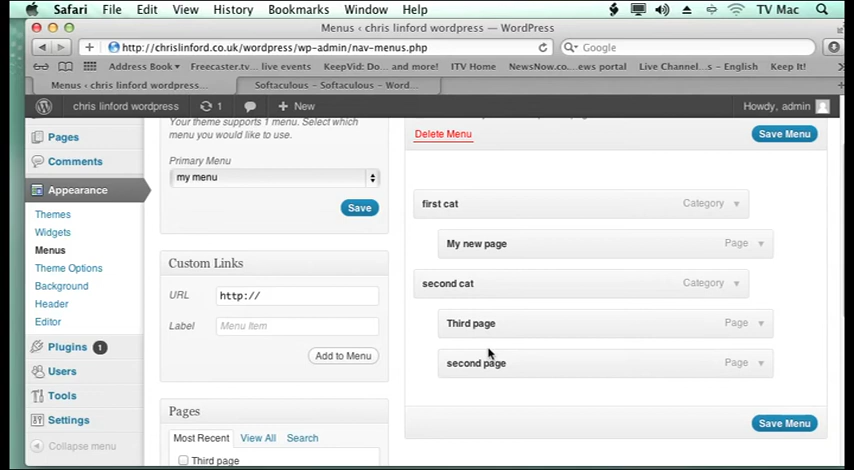 Safari File Edit View History Bookmarks Window Help TV Mac
Menus ‹ chris linford wordpress — WordPress
http://chrislinford.co.uk/wordpress/wp-admin/nav-menus.php Google
Address Book Freecaster.tv... live events KeepVid: Do... and more! ITV Home NewsNow.co...ews portal Live Channel...s – English Keep It!
Menus ‹ chris linford wordpress... Softaculous – Softaculous – Word...
chris linford wordpress 1 + New Howdy, admin
Pages
Comments
Appearance
Themes
Widgets
Menus
Theme Options
Background
Header
Editor
Plugins 1
Users
Tools
Settings
Collapse menu
Your theme supports 1 menu. Select which
menu you would like to use.
Primary Menu
my menu
Save
Custom Links
URL http://
Label Menu Item
Add to Menu
Pages
Most Recent View All Search
Third page
Delete Menu Save Menu
first cat Category
My new page Page
second cat Category
Third page Page
second page Page
Save Menu